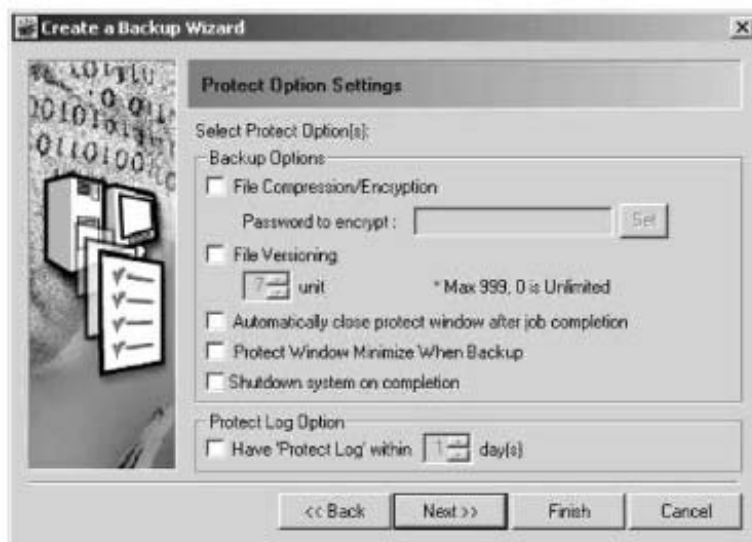 Create a Backup Wizard
Protect Option Settings
Select Protect Option(s):
Backup Options
File Compression/Encryption
Password to encrypt :
Set
File Versioning
7 unit * Max 999, 0 is Unlimited
Automatically close protect window after job completion
Protect Window Minimize When Backup
Shutdown system on completion
Protect Log Option
Have 'Protect Log' within 1 day(s)
<< Back Next >> Finish Cancel